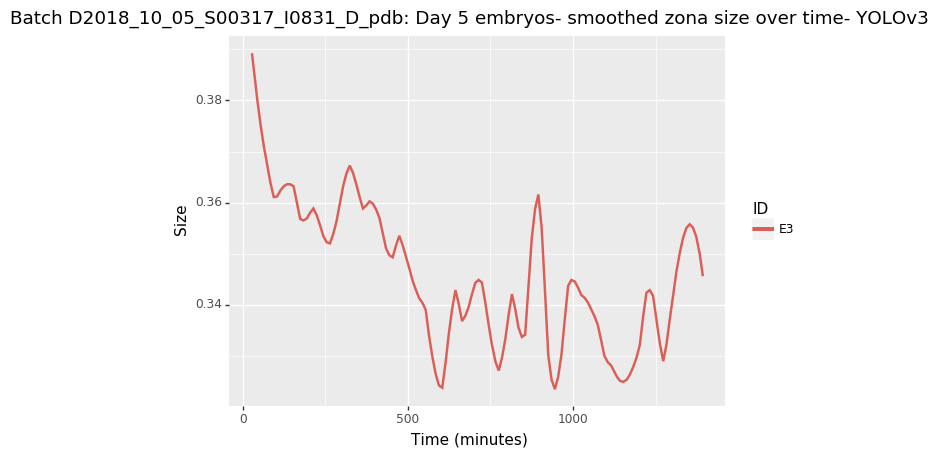 Batch D2018_10_05_S00317_I0831_D_pdb: Day 5 embryos- smoothed zona size over time- YOLOv3
0.38
0.36
0.34
Size
0
500
1000
Time (minutes)
ID
E3